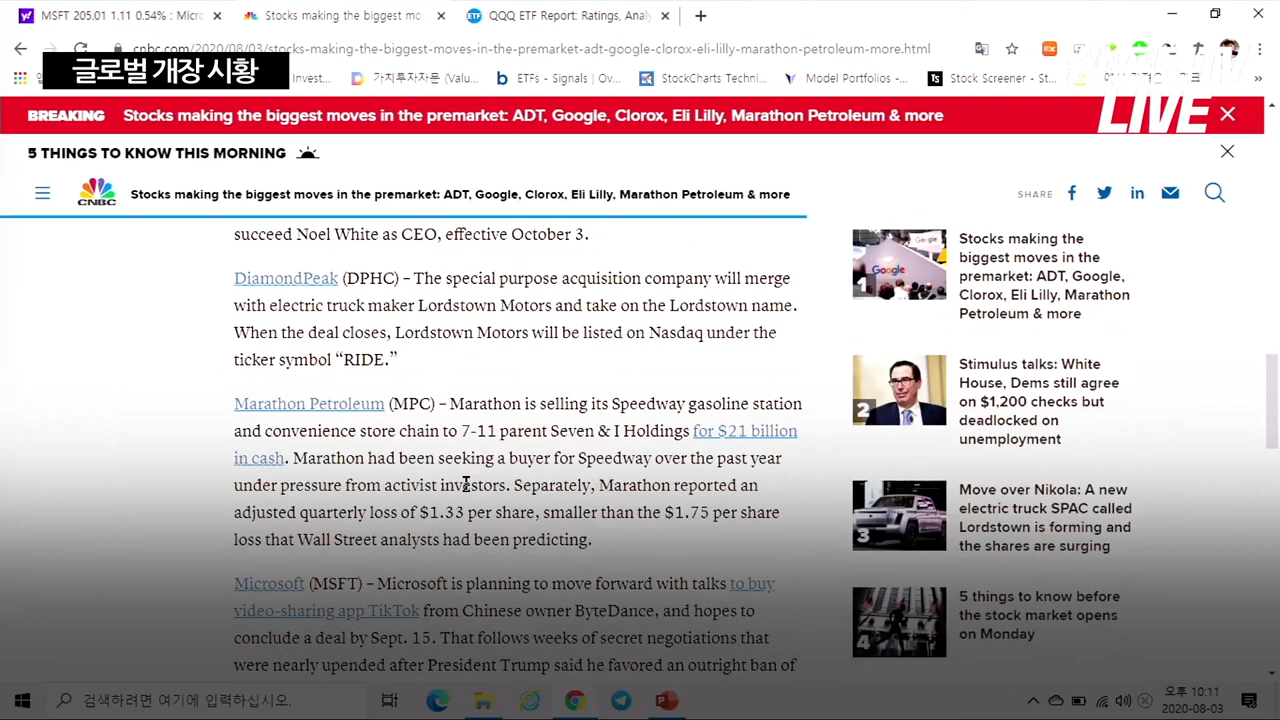 MSFT 205.01 1.11 0.54% : Micro
Stocks making the biggest mo
QQQ ETF Report: Ratings, Analy
cnbc.com/2020/08/03/stocks-making-the-biggest-moves-in-the-premarket-adt-google-clorox-eli-lilly-marathon-petroleum-more.html
글로벌 개장 시황
Invest...
가치투자자문 (Valu...
ETFs - Signals | Ov...
StockCharts Techni...
Model Portfolios -...
Stock Screener - St...
LIVE
BREAKING Stocks making the biggest moves in the premarket: ADT, Google, Clorox, Eli Lilly, Marathon Petroleum & more
5 THINGS TO KNOW THIS MORNING
CNBC
Stocks making the biggest moves in the premarket: ADT, Google, Clorox, Eli Lilly, Marathon Petroleum & more
SHARE
succeed Noel White as CEO, effective October 3.
DiamondPeak (DPHC) – The special purpose acquisition company will merge
with electric truck maker Lordstown Motors and take on the Lordstown name.
When the deal closes, Lordstown Motors will be listed on Nasdaq under the
ticker symbol “RIDE.”
Marathon Petroleum (MPC) – Marathon is selling its Speedway gasoline station
and convenience store chain to 7-11 parent Seven & I Holdings for $21 billion
in cash. Marathon had been seeking a buyer for Speedway over the past year
under pressure from activist investors. Separately, Marathon reported an
adjusted quarterly loss of $1.33 per share, smaller than the $1.75 per share
loss that Wall Street analysts had been predicting.
Microsoft (MSFT) – Microsoft is planning to move forward with talks to buy
video-sharing app TikTok from Chinese owner ByteDance, and hopes to
conclude a deal by Sept. 15. That follows weeks of secret negotiations that
were nearly upended after President Trump said he favored an outright ban of
Google
1
Stocks making
the biggest
moves in the
premarket: ADT,
Google, Clorox,
Eli Lilly, Marathon
Petroleum & more
2
Stimulus talks: White
House, Dems still agree
on $1,200 checks but
deadlocked on
unemployment
3
Move over Nikola: A new
electric truck SPAC called
Lordstown is forming and
the shares are surging
4
5 things to know before
the stock market opens
on Monday
검색하려면 여기에 입력하십시오.
오후 10:11
2020-08-03